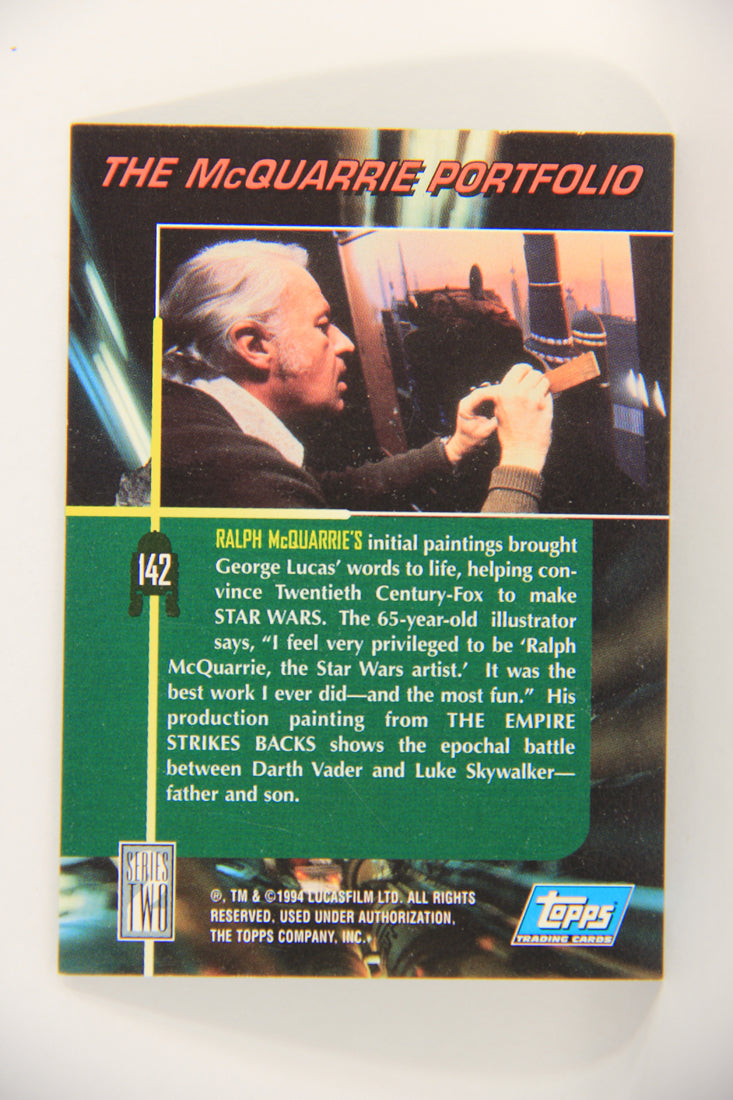 THE McQUARRIE PORTFOLIO
142
RALPH McQUARRIE'S initial paintings brought
George Lucas' words to life, helping con-
vince Twentieth Century-Fox to make
STAR WARS. The 65-year-old illustrator
says, "I feel very privileged to be 'Ralph
McQuarrie, the Star Wars artist.' It was the
best work I ever did—and the most fun." His
production painting from THE EMPIRE
STRIKES BACKS shows the epochal battle
between Darth Vader and Luke Skywalker—
father and son.
SERIES
TWO
®, TM & ©1994 LUCASFILM LTD. ALL RIGHTS
RESERVED. USED UNDER AUTHORIZATION,
THE TOPPS COMPANY, INC.
TOPPS
TRADING CARDS